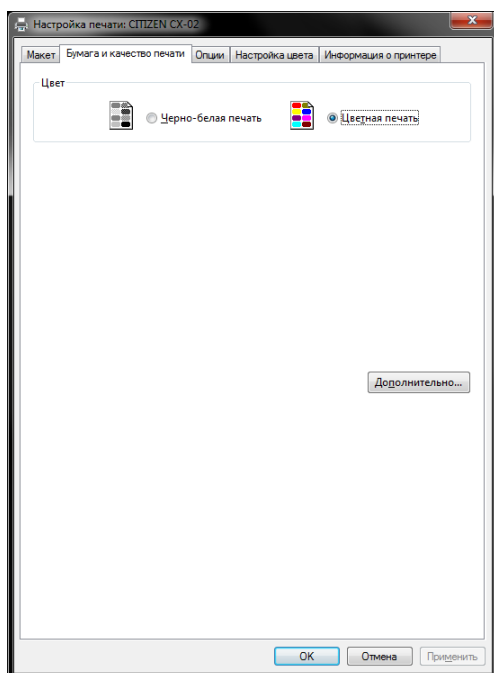 Настройка печати: CITIZEN CX-02
Макет Бумага и качество печати Опции Настройка цвета Информация о принтере
Цвет
Черно-белая печать Цветная печать
Дополнительно...
OK Отмена Применить